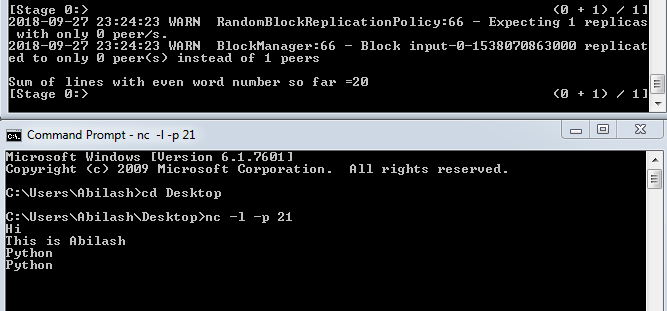 [Stage 0:> (0 + 1) / 1]
2018-09-27 23:24:23 WARN RandomBlockReplicationPolicy:66 - Expecting 1 replicas
with only 0 peer/s.
2018-09-27 23:24:23 WARN BlockManager:66 - Block input-0-1538070863000 replicat
ed to only 0 peer(s) instead of 1 peers
Sum of lines with even word number so far =20
[Stage 0:> (0 + 1) / 1]
Command Prompt - nc -l -p 21
Microsoft Windows [Version 6.1.7601]
Copyright (c) 2009 Microsoft Corporation. All rights reserved.
C:\Users\Abilash>cd Desktop
C:\Users\Abilash\Desktop>nc -l -p 21
Hi
This is Abilash
Python
Python